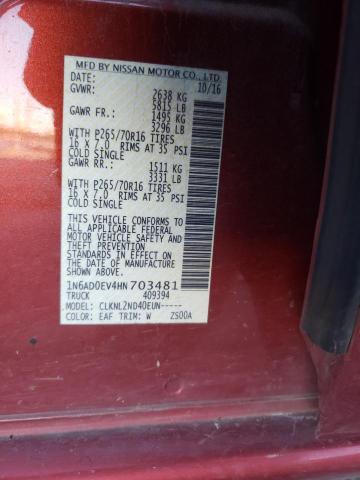 MFD BY NISSAN MOTOR CO., LTD.
DATE: 10/16
GVWR: 2638 KG
5815 LB
GAWR FR.: 1495 KG
3296 LB
WITH P265/70R16 TIRES
16 X 7.0 RIMS AT 35 PSI
COLD SINGLE
GAWR RR.: 1511 KG
3331 LB
WITH P265/70R16 TIRES
16 X 7.0 RIMS AT 35 PSI
COLD SINGLE
THIS VEHICLE CONFORMS TO
ALL APPLICABLE FEDERAL
MOTOR VEHICLE SAFETY AND
THEFT PREVENTION
STANDARDS IN EFFECT ON
THE DATE OF MANUFACTURE
SHOWN ABOVE.
1N6AD0EV4HN703481
TRUCK 409394
MODEL: CLKNL2ND40EUN-----
COLOR: EAF TRIM: W ZS00A